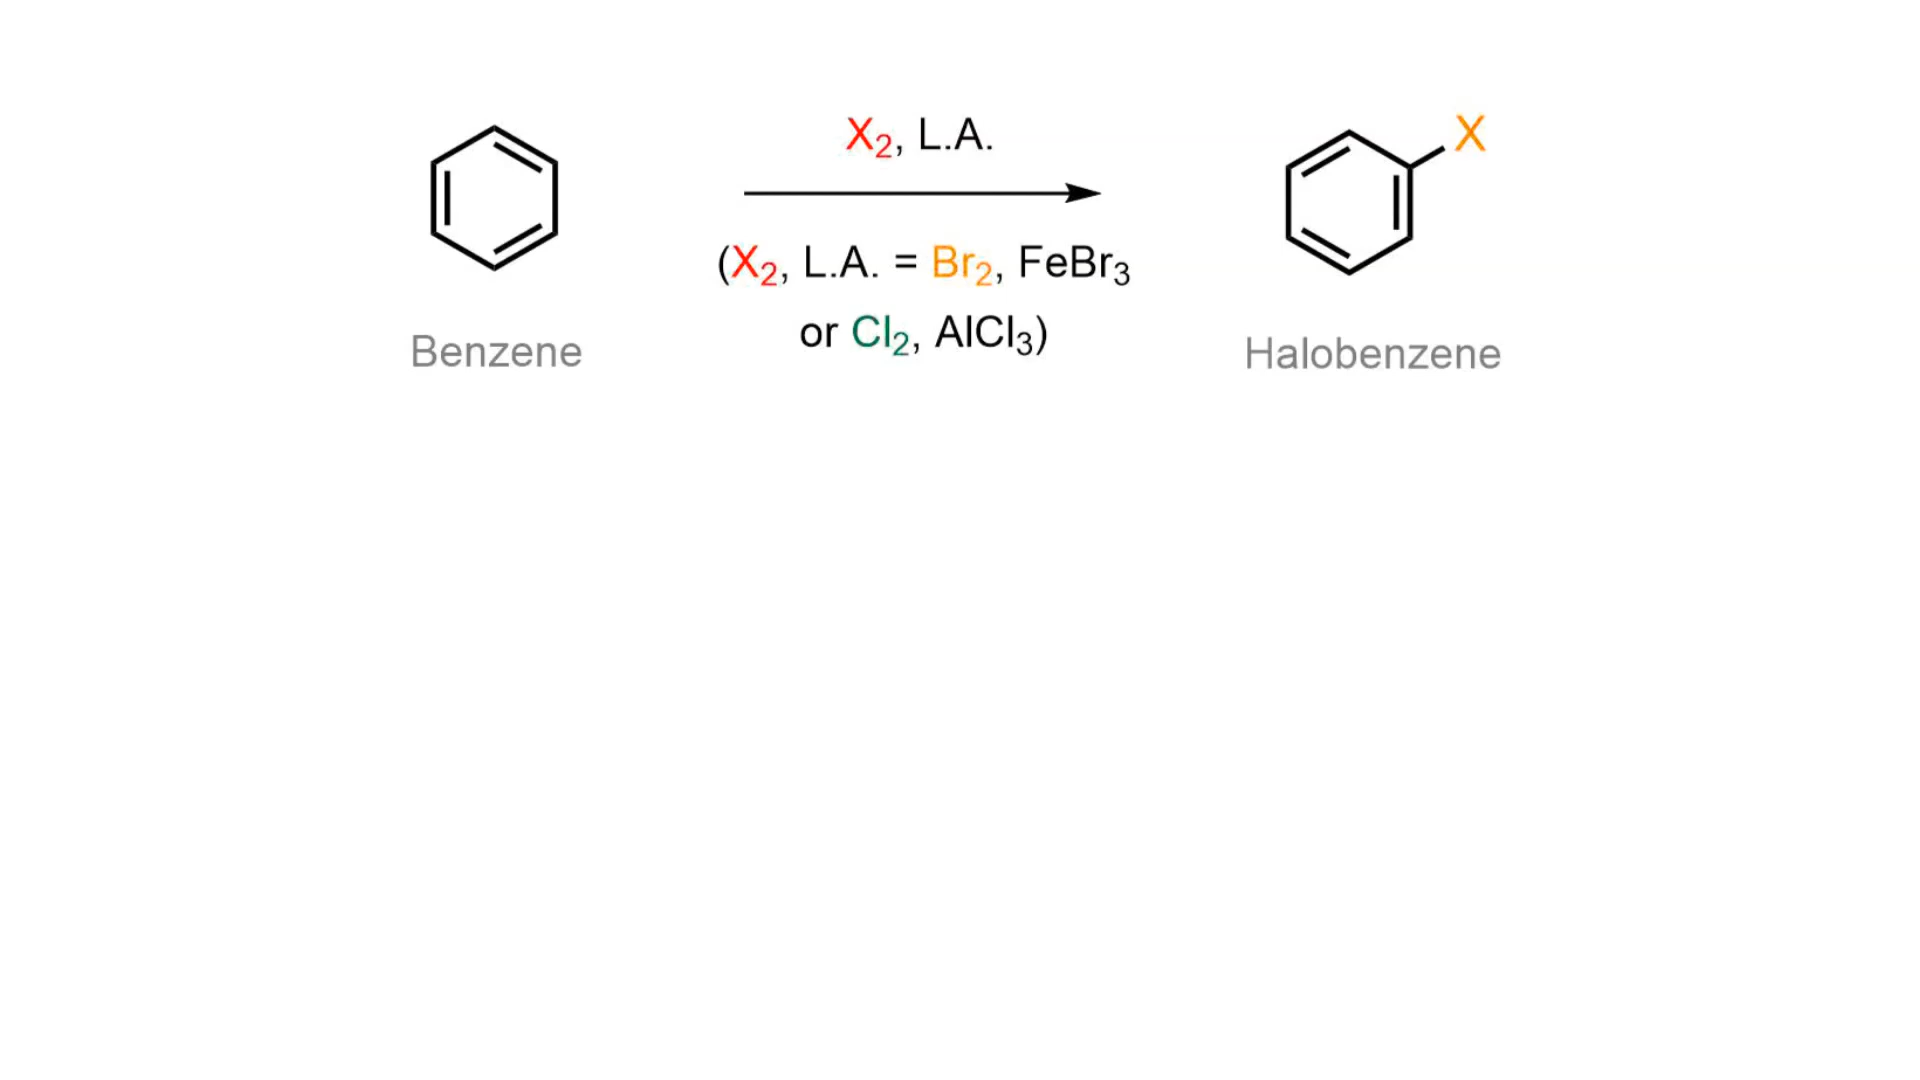 X₂, L.A.
X
(X₂, L.A. = Br₂, FeBr₃
or Cl₂, AlCl₃)
Benzene
Halobenzene